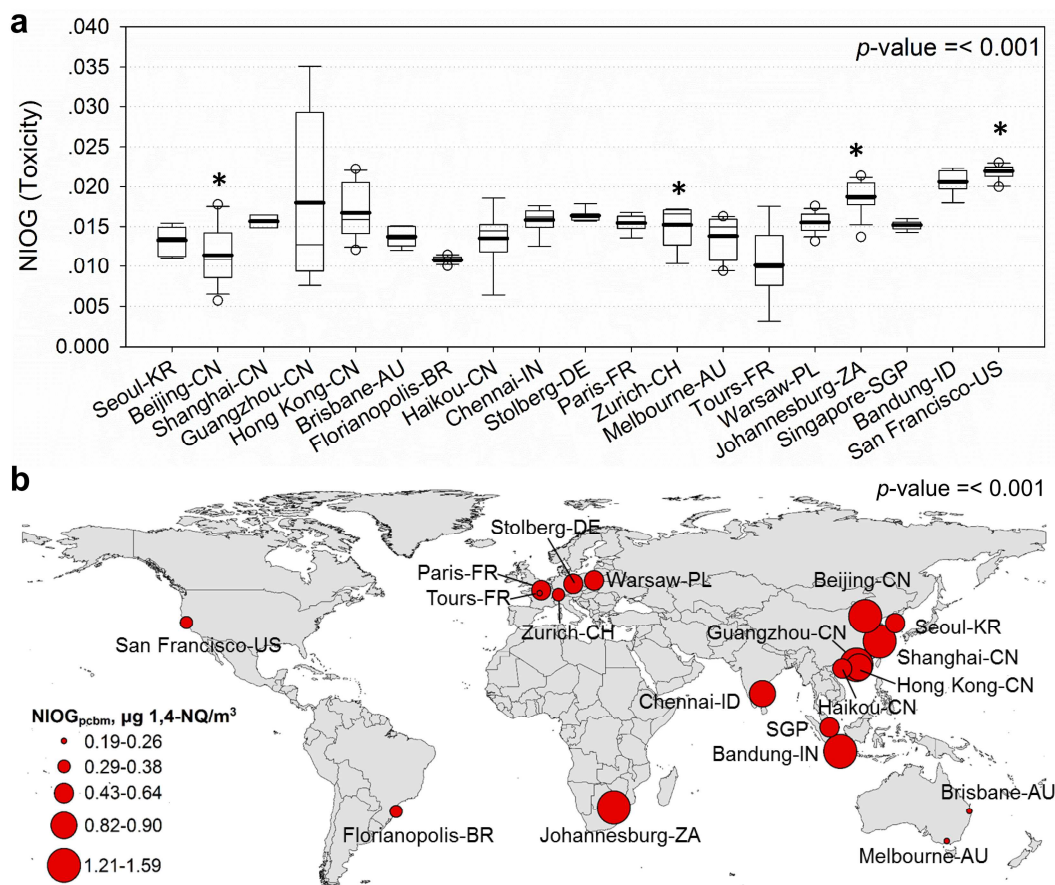 a
p-value =< 0.001
NIOG (Toxicity)
.040
.035
.030
.025
.020
.015
.010
.005
0.000
*
*
*
*
Seoul-KR
Beijing-CN
Shanghai-CN
Guangzhou-CN
Hong Kong-CN
Brisbane-AU
Florianopolis-BR
Haikou-CN
Chennai-IN
Stolberg-DE
Paris-FR
Zurich-CH
Melbourne-AU
Tours-FR
Warsaw-PL
Johannesburg-ZA
Singapore-SGP
Bandung-ID
San Francisco-US
b
p-value =< 0.001
Stolberg-DE
Paris-FR
Warsaw-PL
Tours-FR
Zurich-CH
Beijing-CN
San Francisco-US
Guangzhou-CN
Seoul-KR
Shanghai-CN
Hong Kong-CN
Chennai-ID
Haikou-CN
SGP
Bandung-IN
Brisbane-AU
Florianopolis-BR
Johannesburg-ZA
Melbourne-AU
NIOGpcbm, µg 1,4-NQ/m³
0.19-0.26
0.29-0.38
0.43-0.64
0.82-0.90
1.21-1.59